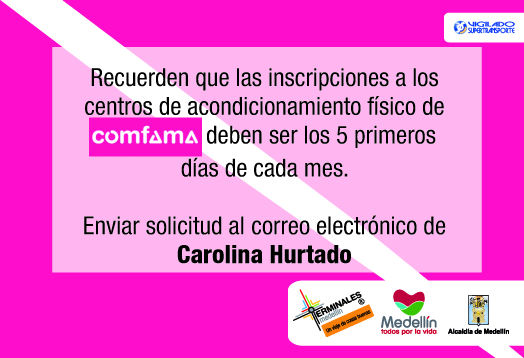 VIGILADO
SUPERTRANSPORTE
Recuerden que las inscripciones a los
centros de acondicionamiento físico de
comfama deben ser los 5 primeros
días de cada mes.
Enviar solicitud al correo electrónico de
Carolina Hurtado
TERMINALES
medellín
Un viaje de cosas buenas
Medellín
todos por la vida
Alcaldía de Medellín